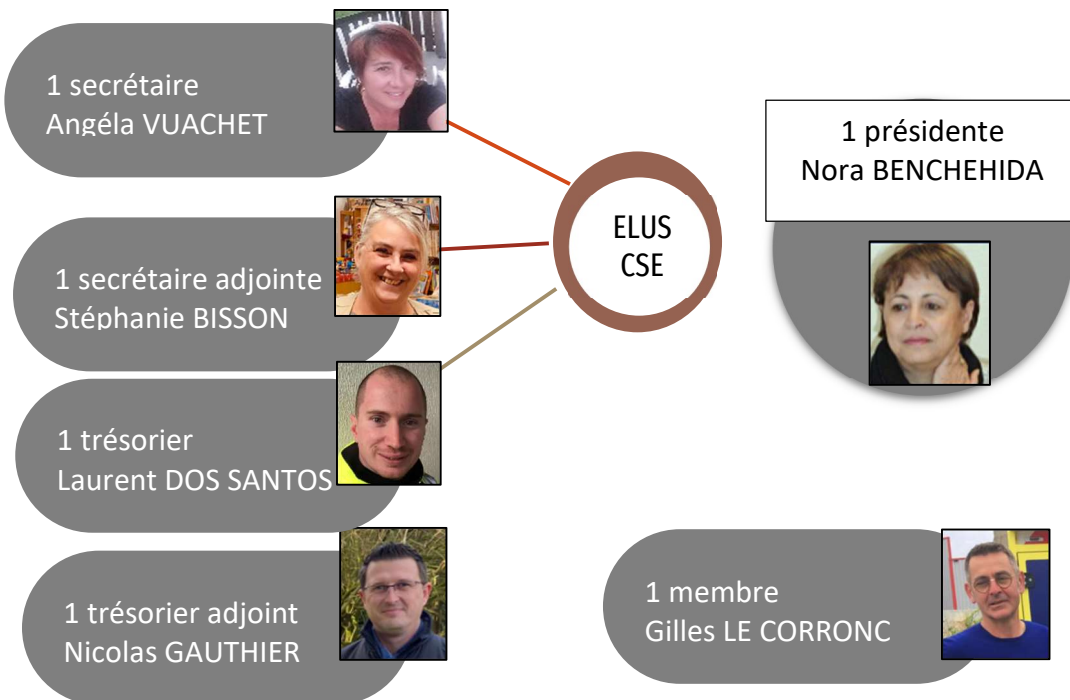 1 secrétaire
Angéla VUACHET
1 présidente
Nora BENCHEHIDA
ELUS
CSE
1 secrétaire adjointe
Stéphanie BISSON
1 trésorier
Laurent DOS SANTOS
1 trésorier adjoint
Nicolas GAUTHIER
1 membre
Gilles LE CORRONC